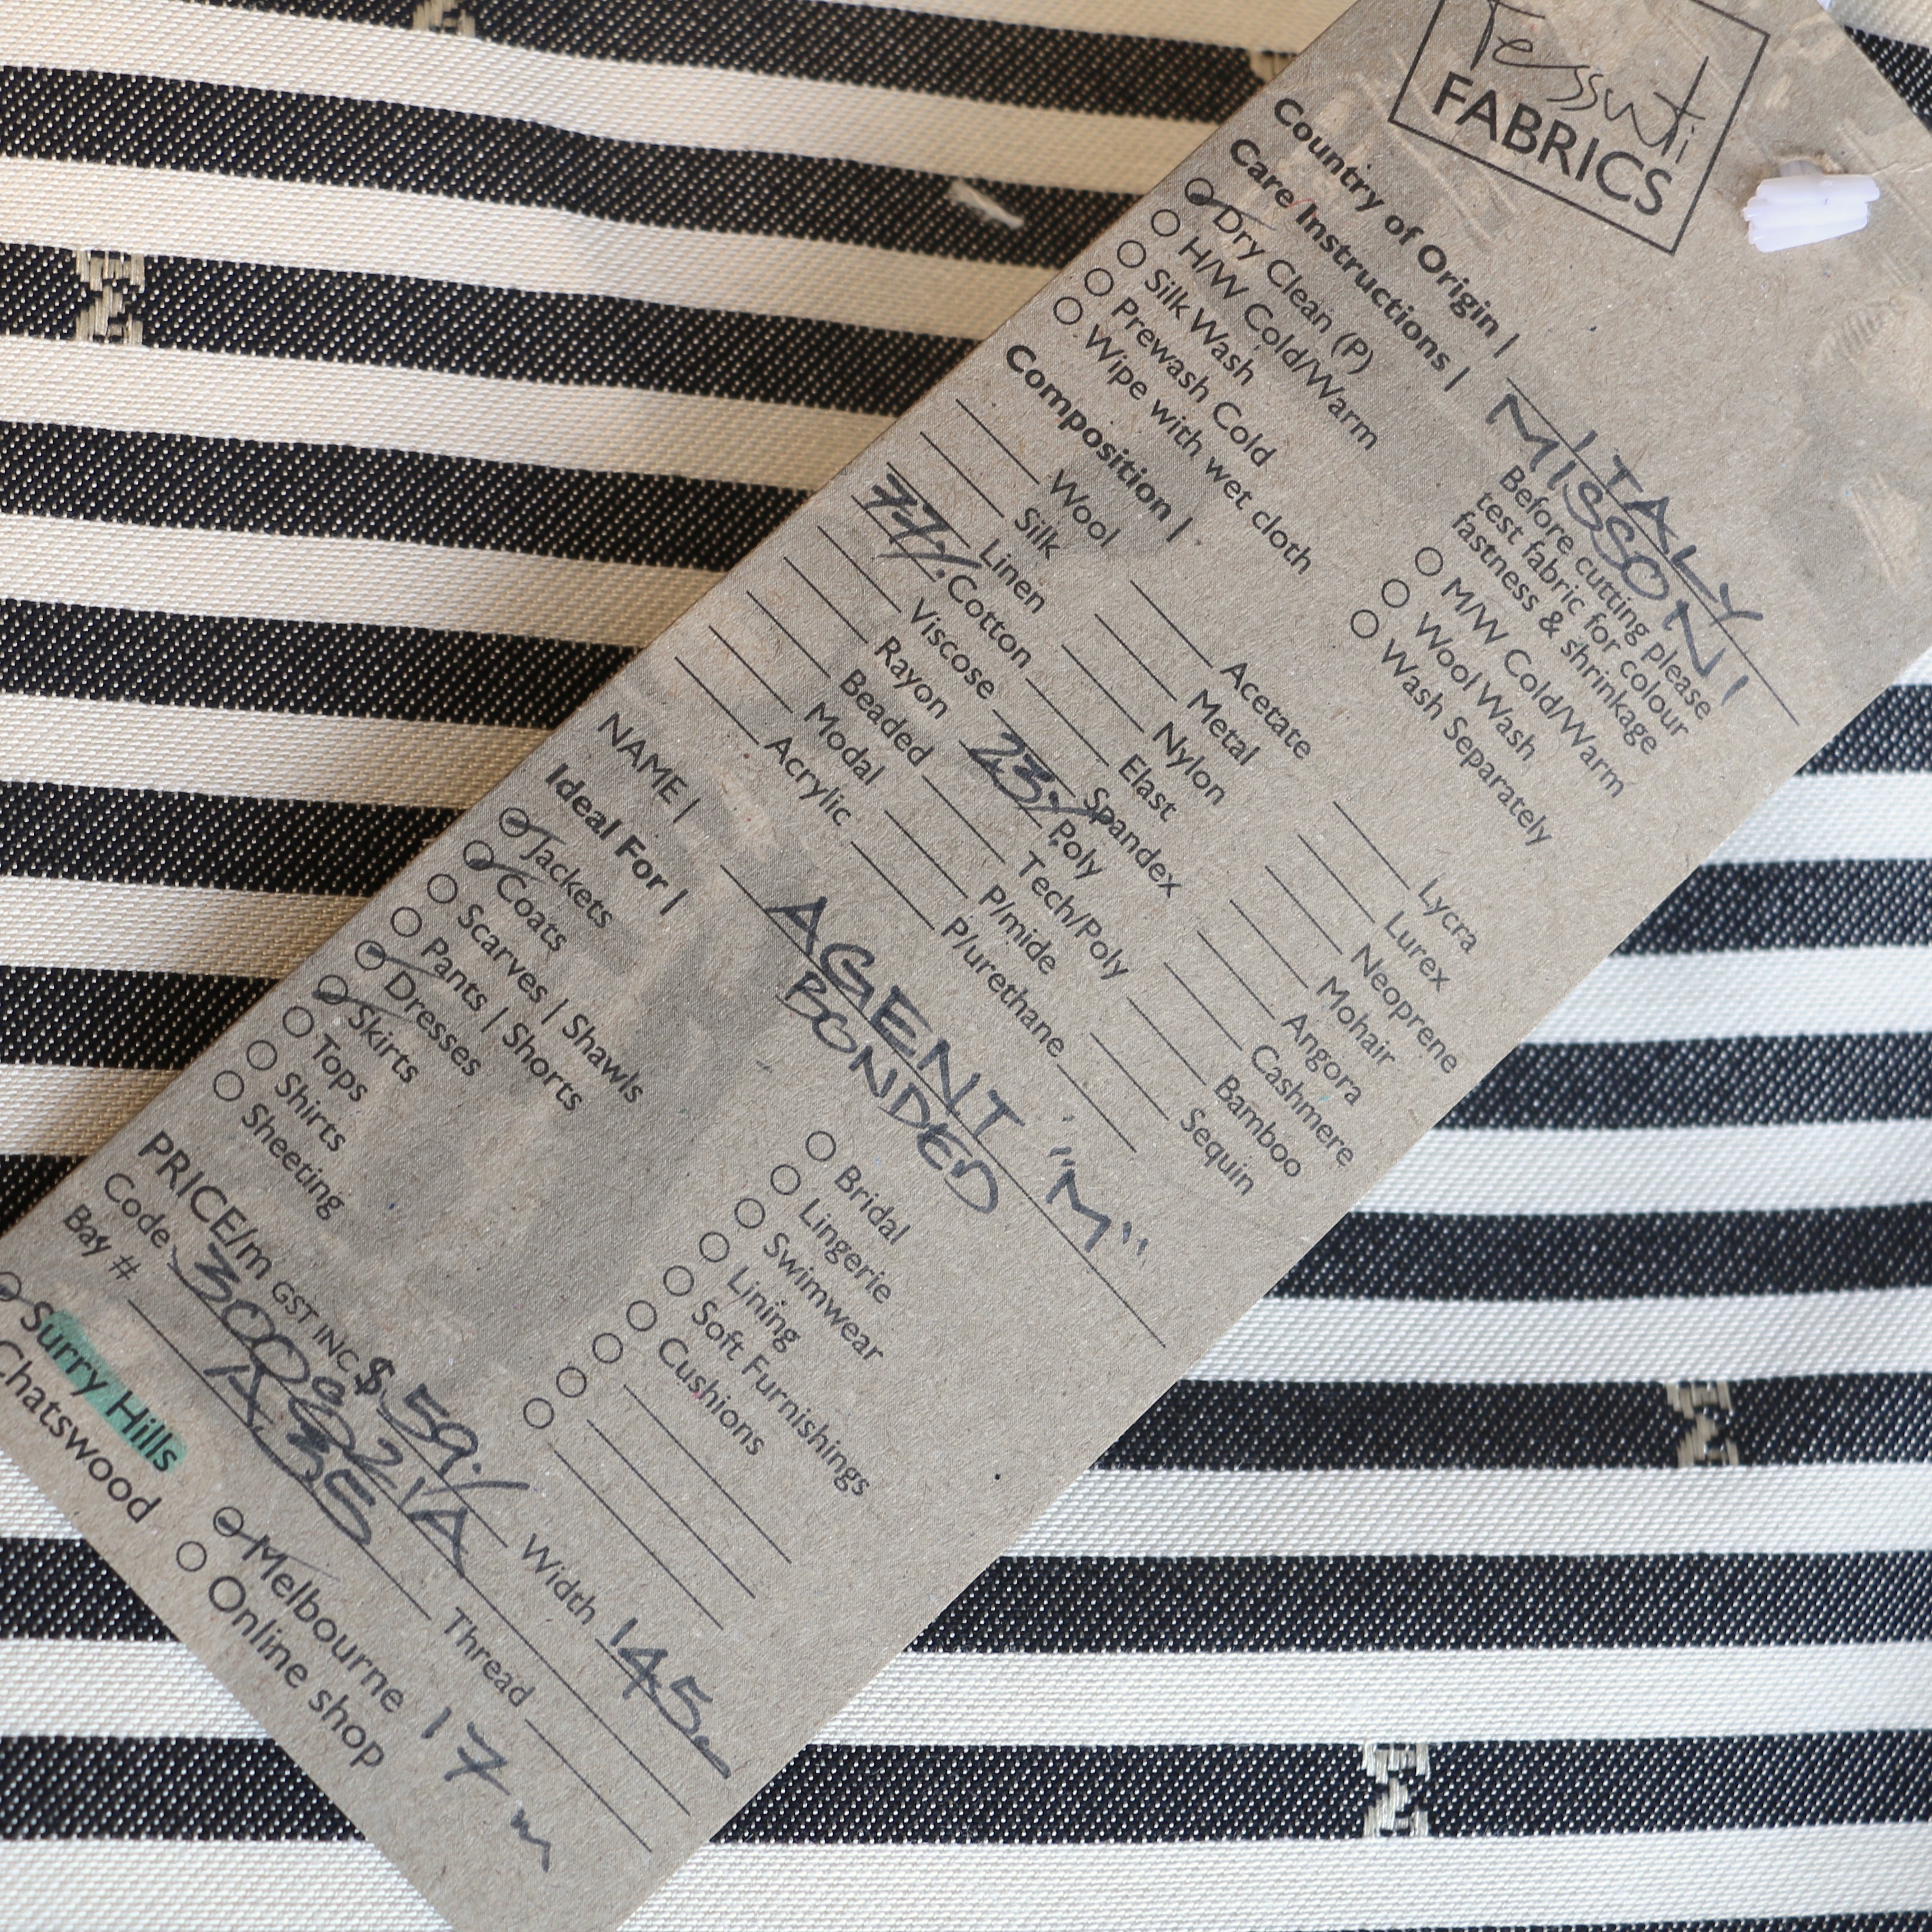 Tessuti
FABRICS
Country of Origin | ITALY
MISSONI
Care Instructions | Before cutting please
test fabric for colour
fastness & shrinkage
Dry Clean (P)
H/W Cold/Warm M/W Cold/Warm
Silk Wash Wool Wash
Prewash Cold Wash Separately
Wipe with wet cloth
Composition |
Wool Acetate Lycra
Silk Metal Lurex
Linen Nylon Neoprene
77% Cotton Elast Mohair
Viscose Spandex Angora
Rayon 23% Poly Cashmere
Beaded Tech/Poly Bamboo
Modal P/mide Sequin
Acrylic P/urethane
NAME | AGENT "M"
BONDED
Ideal For |
Jackets Bridal
Coats Lingerie
Scarves | Shawls Swimwear
Pants | Shorts Lining
Dresses Soft Furnishings
Skirts Cushions
Tops
Shirts
Sheeting
PRICE/m GST INC $59./ Width 145
Code 3009821A
Bay # A.35 Thread
Surry Hills Melbourne 17m
Chatswood Online shop